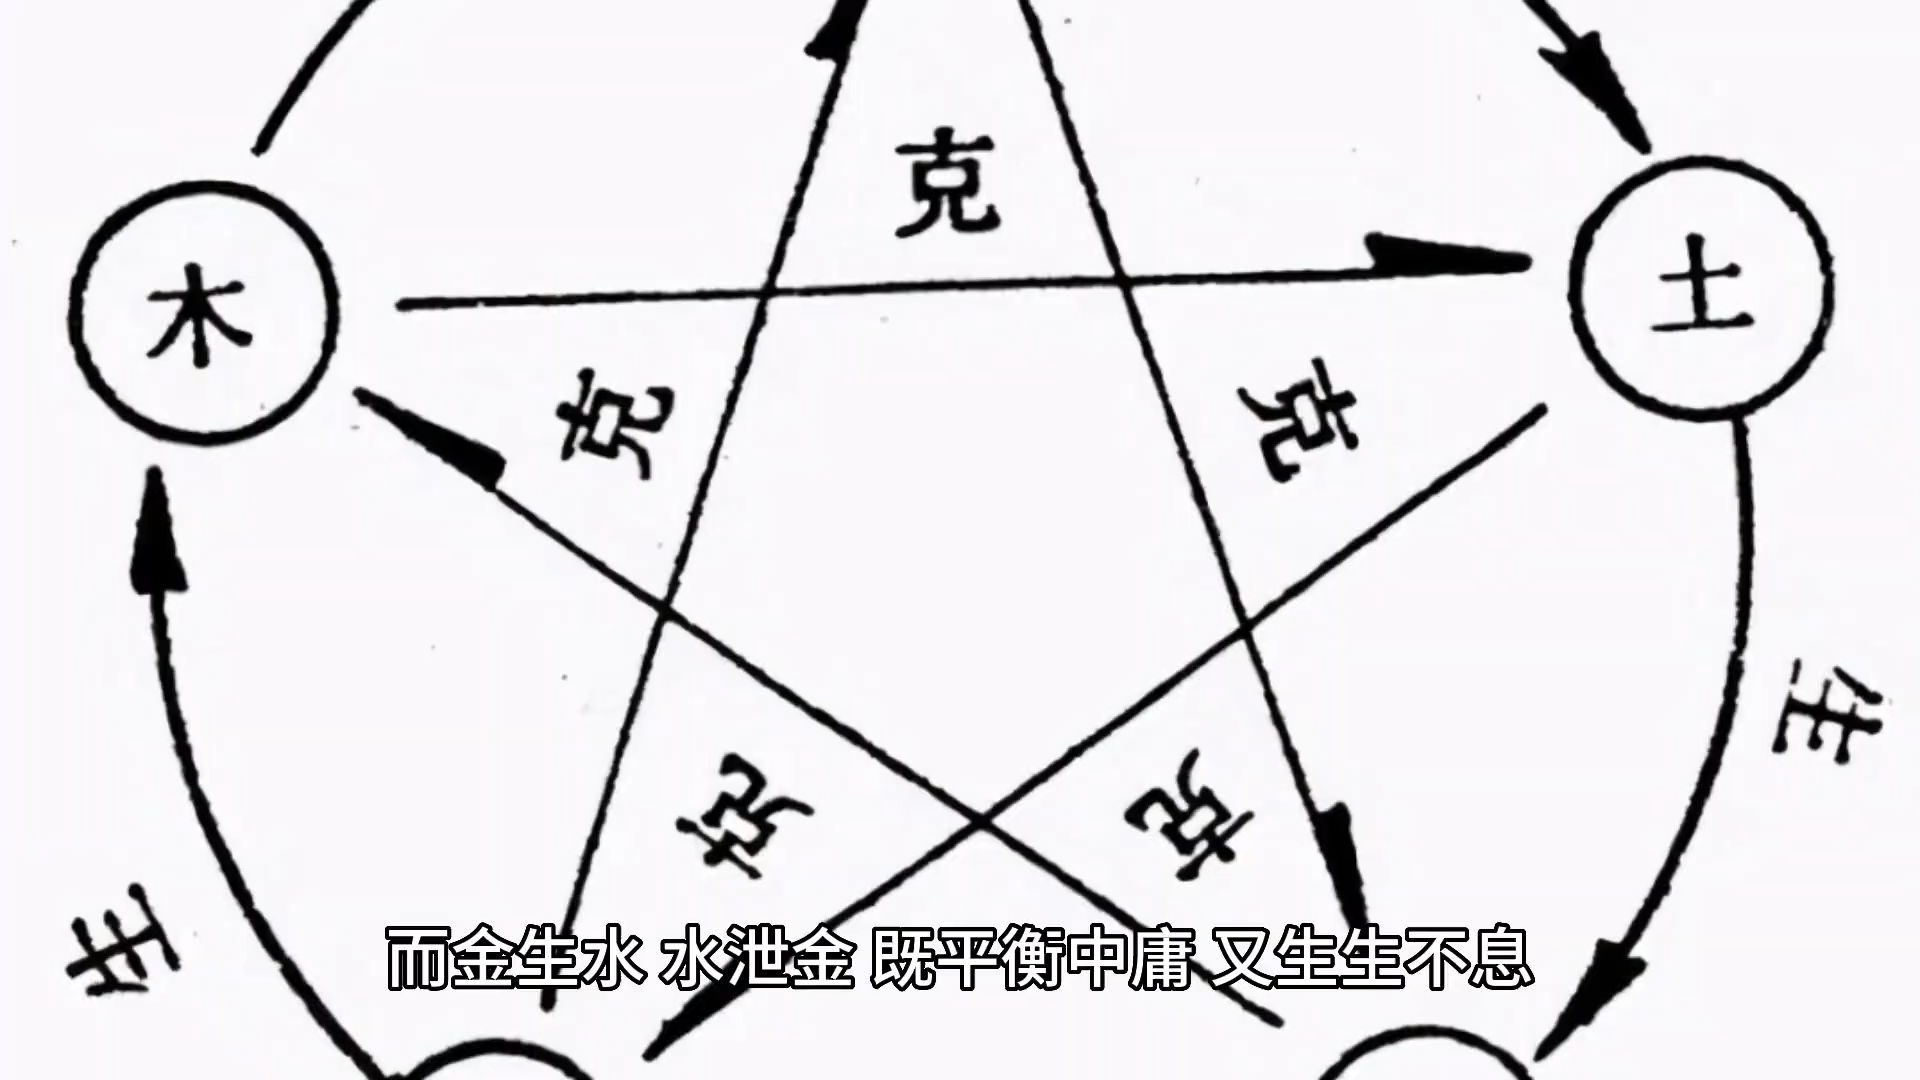 克
木
土
克
克
生
克
克
生
而金生水 水泄金 既平衡中庸 又生生不息